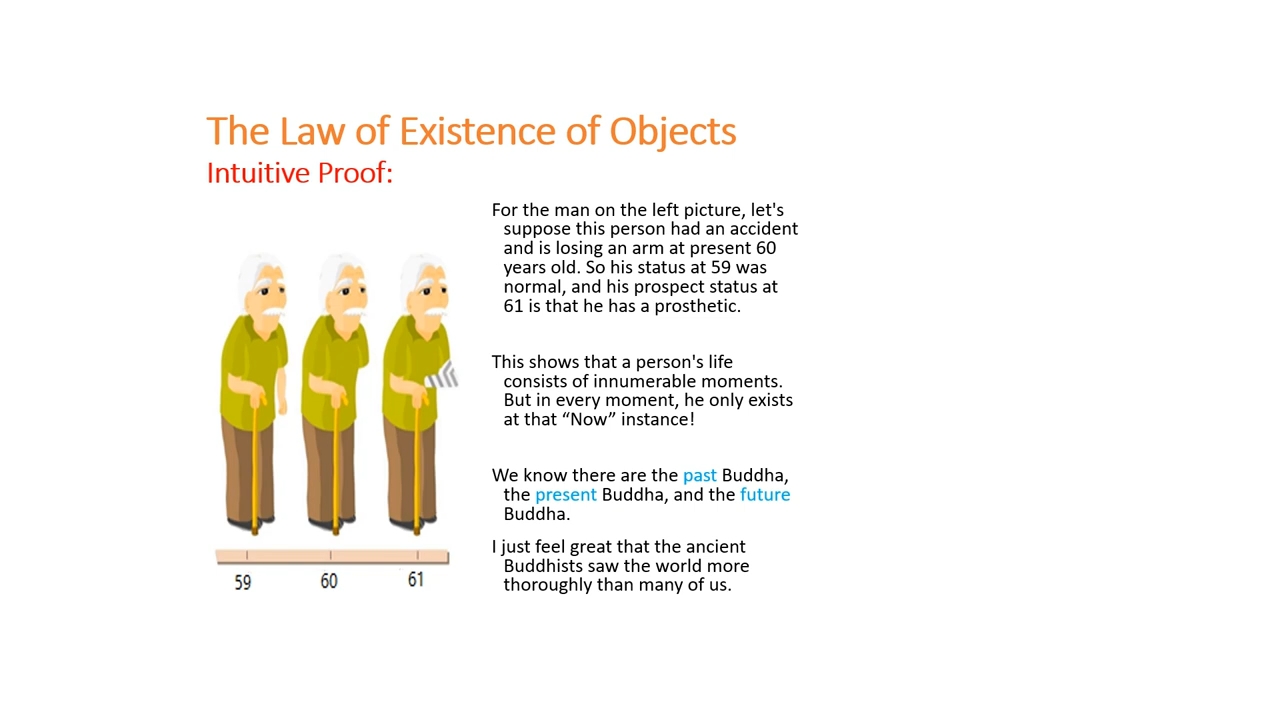 The Law of Existence of Objects
Intuitive Proof:
For the man on the left picture, let's
suppose this person had an accident
and is losing an arm at present 60
years old. So his status at 59 was
normal, and his prospect status at
61 is that he has a prosthetic.
This shows that a person's life
consists of innumerable moments.
But in every moment, he only exists
at that “Now” instance!
We know there are the past Buddha,
the present Buddha, and the future
Buddha.
I just feel great that the ancient
Buddhists saw the world more
thoroughly than many of us.
59 60 61